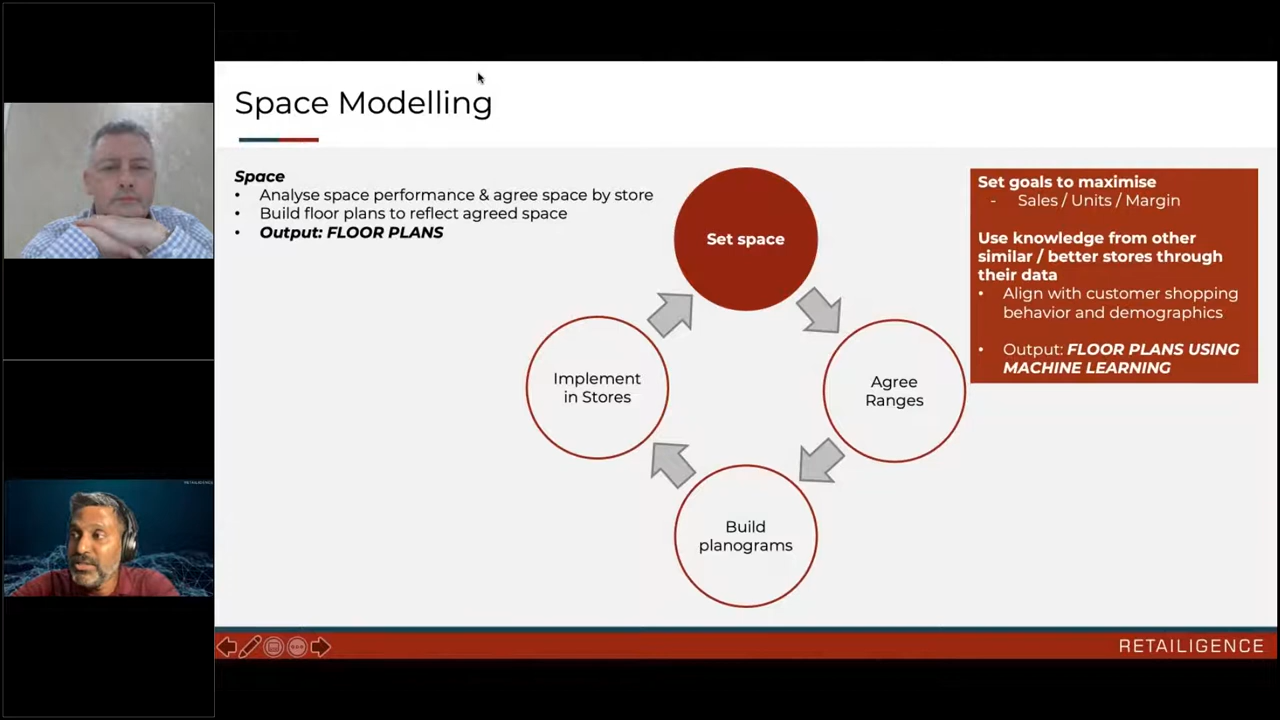 Space Modelling
Space
• Analyse space performance & agree space by store
• Build floor plans to reflect agreed space
• Output: FLOOR PLANS
Set space
Agree
Ranges
Build
planograms
Implement
in Stores
Set goals to maximise
- Sales / Units / Margin
Use knowledge from other
similar / better stores through
their data
• Align with customer shopping
behavior and demographics
• Output: FLOOR PLANS USING
MACHINE LEARNING
RETAILIGENCE
RETAILIGENCE